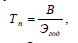 Tп = B / Эгод,